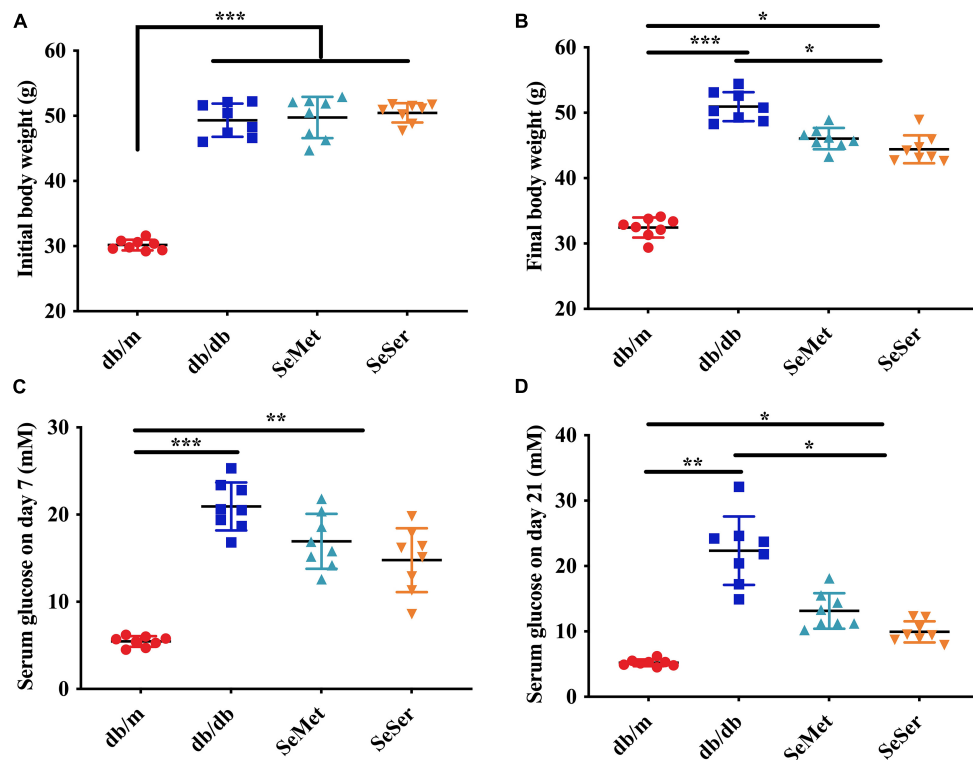 A
***
Initial body weight (g)
60
50
40
30
20
db/m
db/db
SeMet
SeSer
B
*
***
*
Final body weight (g)
60
50
40
30
20
db/m
db/db
SeMet
SeSer
C
**
***
Serum glucose on day 7 (mM)
30
20
10
0
db/m
db/db
SeMet
SeSer
D
*
*
**
Serum glucose on day 21 (mM)
40
30
20
10
0
db/m
db/db
SeMet
SeSer